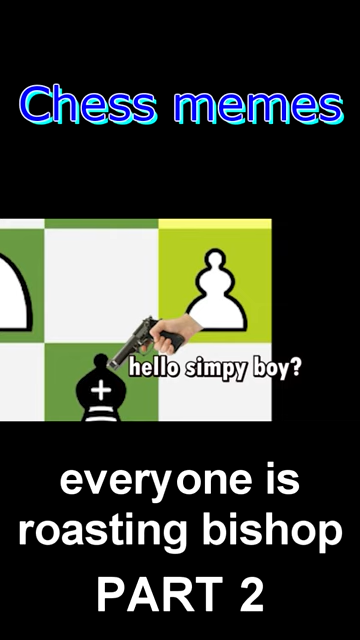 Chess memes
hello simpy boy?
everyone is
roasting bishop
PART 2